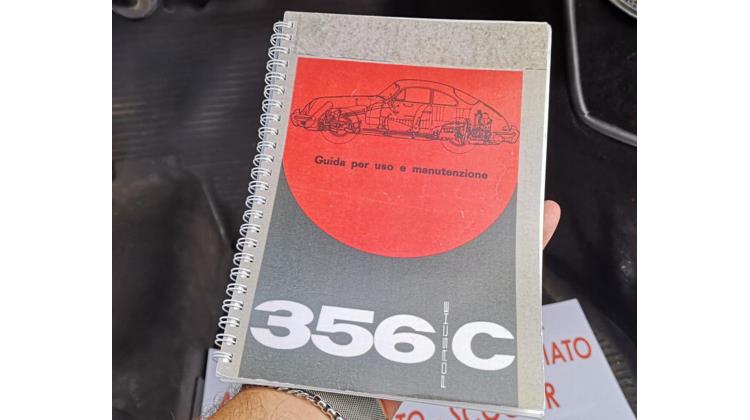 Guida per uso e manutenzione
356 PORSCHE C